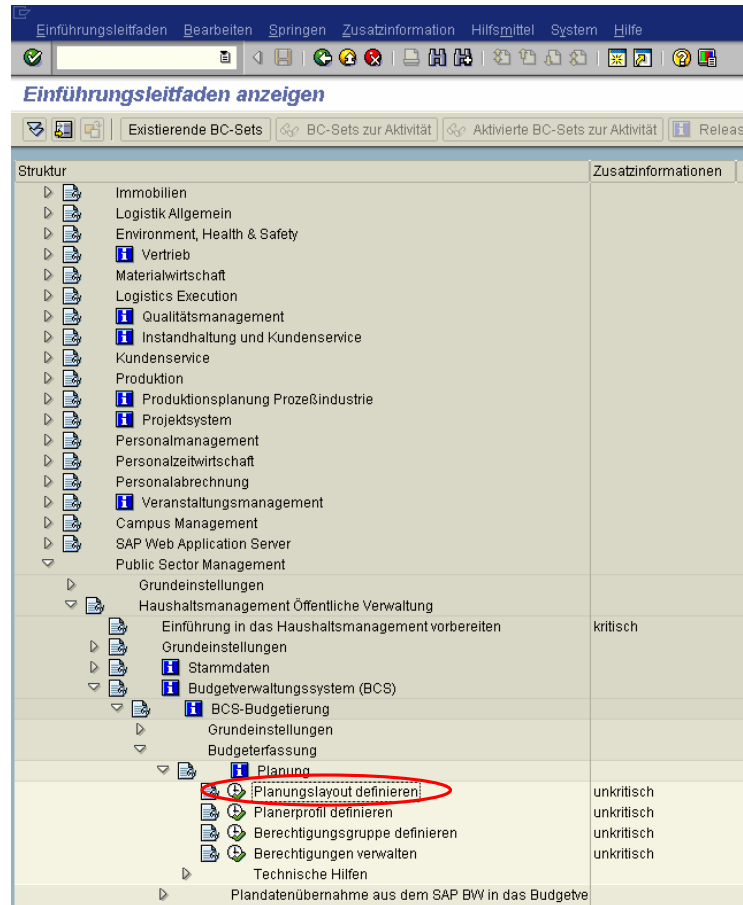 Einführungsleitfaden Bearbeiten Springen Zusatzinformation Hilfsmittel System Hilfe
Einführungsleitfaden anzeigen
Existierende BC-Sets BC-Sets zur Aktivität Aktivierte BC-Sets zur Aktivität Releas
Struktur Zusatzinformationen
Immobilien
Logistik Allgemein
Environment, Health & Safety
Vertrieb
Materialwirtschaft
Logistics Execution
Qualitätsmanagement
Instandhaltung und Kundenservice
Kundenservice
Produktion
Produktionsplanung Prozeßindustrie
Projektsystem
Personalmanagement
Personalzeitwirtschaft
Personalabrechnung
Veranstaltungsmanagement
Campus Management
SAP Web Application Server
Public Sector Management
Grundeinstellungen
Haushaltsmanagement Öffentliche Verwaltung
Einführung in das Haushaltsmanagement vorbereiten kritisch
Grundeinstellungen
Stammdaten
Budgetverwaltungssystem (BCS)
BCS-Budgetierung
Grundeinstellungen
Budgeterfassung
Planung
Planungslayout definieren unkritisch
Planerprofil definieren unkritisch
Berechtigungsgruppe definieren unkritisch
Berechtigungen verwalten unkritisch
Technische Hilfen
Plandatenübernahme aus dem SAP BW in das Budgetve